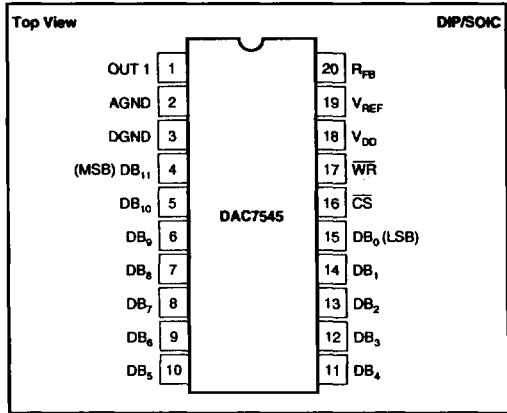 Top View DIP/SOIC
OUT 1 1 20 R_FB
AGND 2 19 V_REF
DGND 3 18 V_DD
(MSB) DB₁₁ 4 17 W̅R̅
DB₁₀ 5 16 C̅S̅
DAC7545
DB₉ 6 15 DB₀ (LSB)
DB₈ 7 14 DB₁
DB₇ 8 13 DB₂
DB₆ 9 12 DB₃
DB₅ 10 11 DB₄